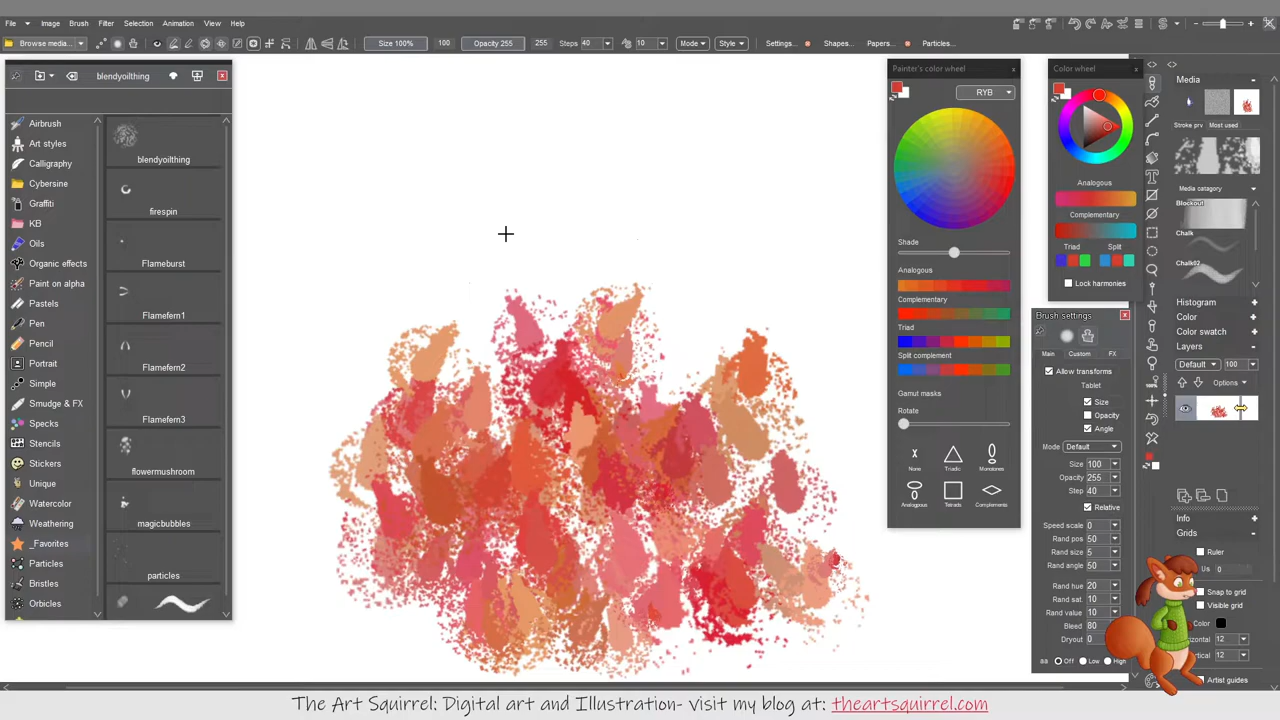 File Image Brush Filter Selection Animation View Help
Browse media... Size 100% 100 Opacity 255 255 Steps 40 10 Mode Style Settings... Shapes... Papers... Particles...
blendyoilthing
Airbrush
Art styles
Calligraphy
Cybersine
Graffiti
KB
Oils
Organic effects
Paint on alpha
Pastels
Pen
Pencil
Portrait
Simple
Smudge & FX
Specks
Stencils
Stickers
Unique
Watercolor
Weathering
_Favorites
Particles
Bristles
Orbicles
blendyoilthing
firespin
Flameburst
Flamefern1
Flamefern2
Flamefern3
flowermushroom
magicbubbles
particles
Painter's color wheel x
RYB
Shade
Analogous
Complementary
Triad
Split complement
Gamut masks
Rotate
None Triadic Monotones
Analogous Tetrads Complements
Color wheel x
Analogous
Complementary
Triad Split
Lock harmonies
Brush settings x
Main Custom FX
Allow transforms
Tablet
Size
Opacity
Angle
Mode Default
Size 100
Opacity 255
Step 40
Relative
Speed scale 0
Rand pos 50
Rand size 5
Rand angle 50
Rand hue 20
Rand sat. 10
Rand value 10
Bleed 80
Dryout 0
aa Off Low High
Media
Stroke prv Most used
Media catagory
Blockout
Chalk
Chalk02
Histogram
Color
Color swatch
Layers
Default 100
Options
Info
Grids
Ruler
Us 0
Snap to grid
Visible grid
Color
12
12
Artist guides
The Art Squirrel: Digital art and Illustration- visit my blog at: theartsquirrel.com